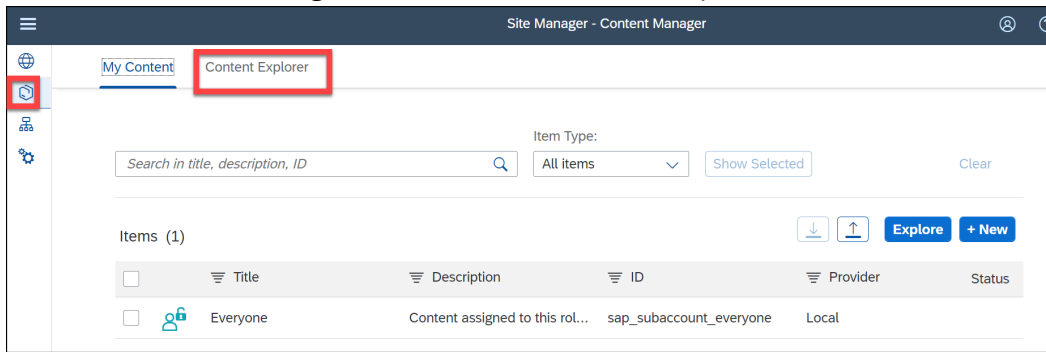 Site Manager - Content Manager
My Content
Content Explorer
Item Type:
Search in title, description, ID
All items
Show Selected
Clear
Items (1)
Explore
+ New
Title
Description
ID
Provider
Status
Everyone
Content assigned to this rol...
sap_subaccount_everyone
Local